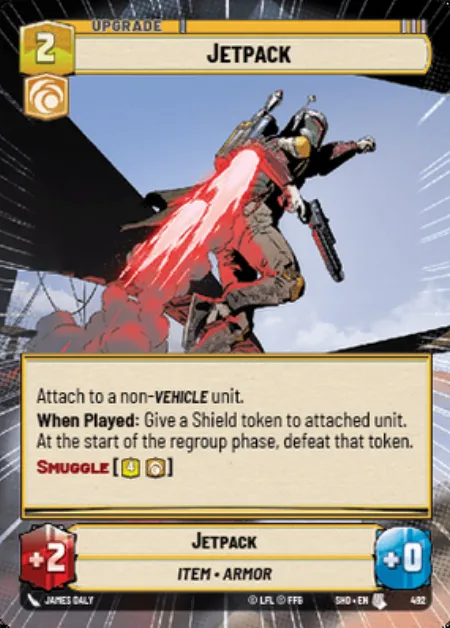 UPGRADE
2
JETPACK
Attach to a non-VEHICLE unit.
When Played: Give a Shield token to attached unit.
At the start of the regroup phase, defeat that token.
SMUGGLE [4]
JETPACK
+2
+0
ITEM • ARMOR
JAMES DALY
© LFL © FFG
SHD • EN
492